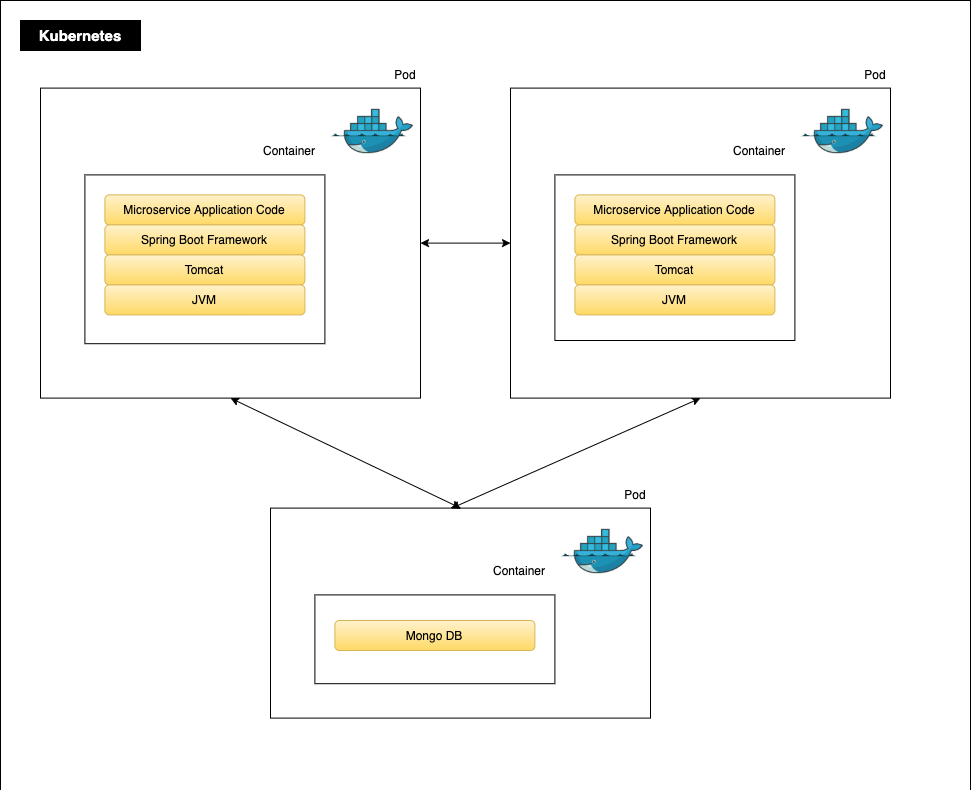 Kubernetes
Pod
Container
Microservice Application Code
Spring Boot Framework
Tomcat
JVM
Pod
Container
Microservice Application Code
Spring Boot Framework
Tomcat
JVM
Pod
Container
Mongo DB